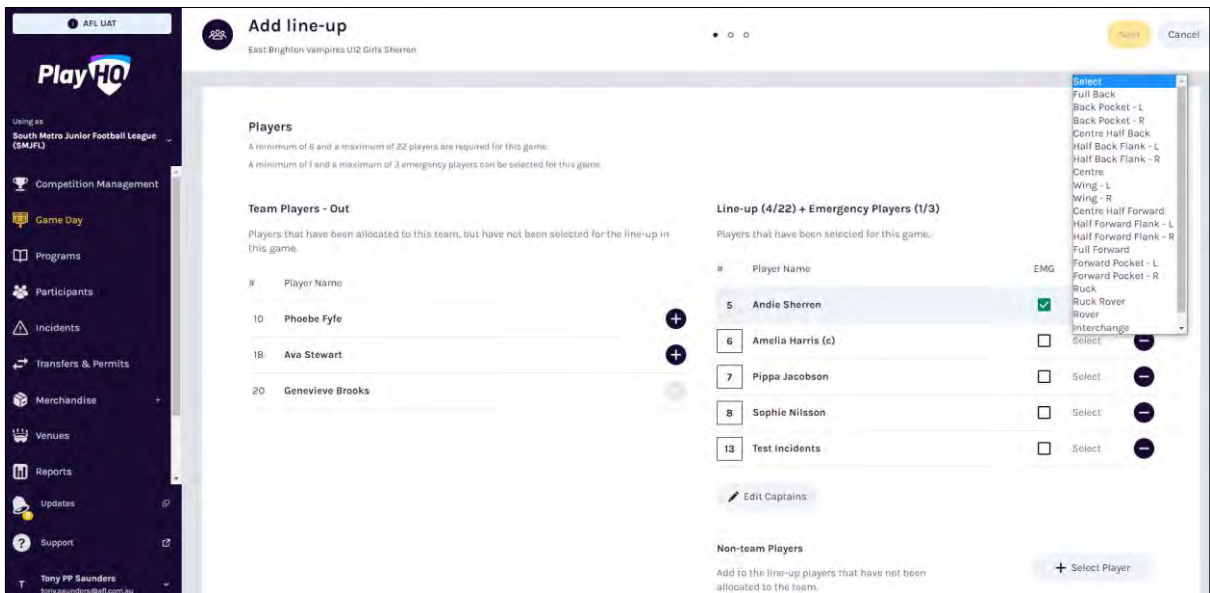 AFL UAT
PlayHQ
Using as
South Metro Junior Football League
(SMJFL)
Competition Management
Game Day
Programs
Participants
Incidents
Transfers & Permits
Merchandise +
Venues
Reports
Updates
Support
T Tony PP Saunders
tony.saunders@afl.com.au
Add line-up
East Brighton Vampires U12 Girls Sherren
Next
Cancel
Players
A minimum of 6 and a maximum of 22 players are required for this game.
A minimum of 1 and a maximum of 3 emergency players can be selected for this game.
Team Players - Out
Players that have been allocated to this team, but have not been selected for the line-up in
this game.
# Player Name
10 Phoebe Fyfe
18 Ava Stewart
20 Genevieve Brooks
Line-up (4/22) + Emergency Players (1/3)
Players that have been selected for this game.
# Player Name EMG
5 Andie Sherren
6 Amelia Harris (c) Select
7 Pippa Jacobson Select
8 Sophie Nilsson Select
13 Test Incidents Select
Edit Captains
Non-team Players
Add to the line-up players that have not been
allocated to the team.
+ Select Player
Select
Full Back
Back Pocket - L
Back Pocket - R
Centre Half Back
Half Back Flank - L
Half Back Flank - R
Centre
Wing - L
Wing - R
Centre Half Forward
Half Forward Flank - L
Half Forward Flank - R
Full Forward
Forward Pocket - L
Forward Pocket - R
Ruck
Ruck Rover
Rover
Interchange